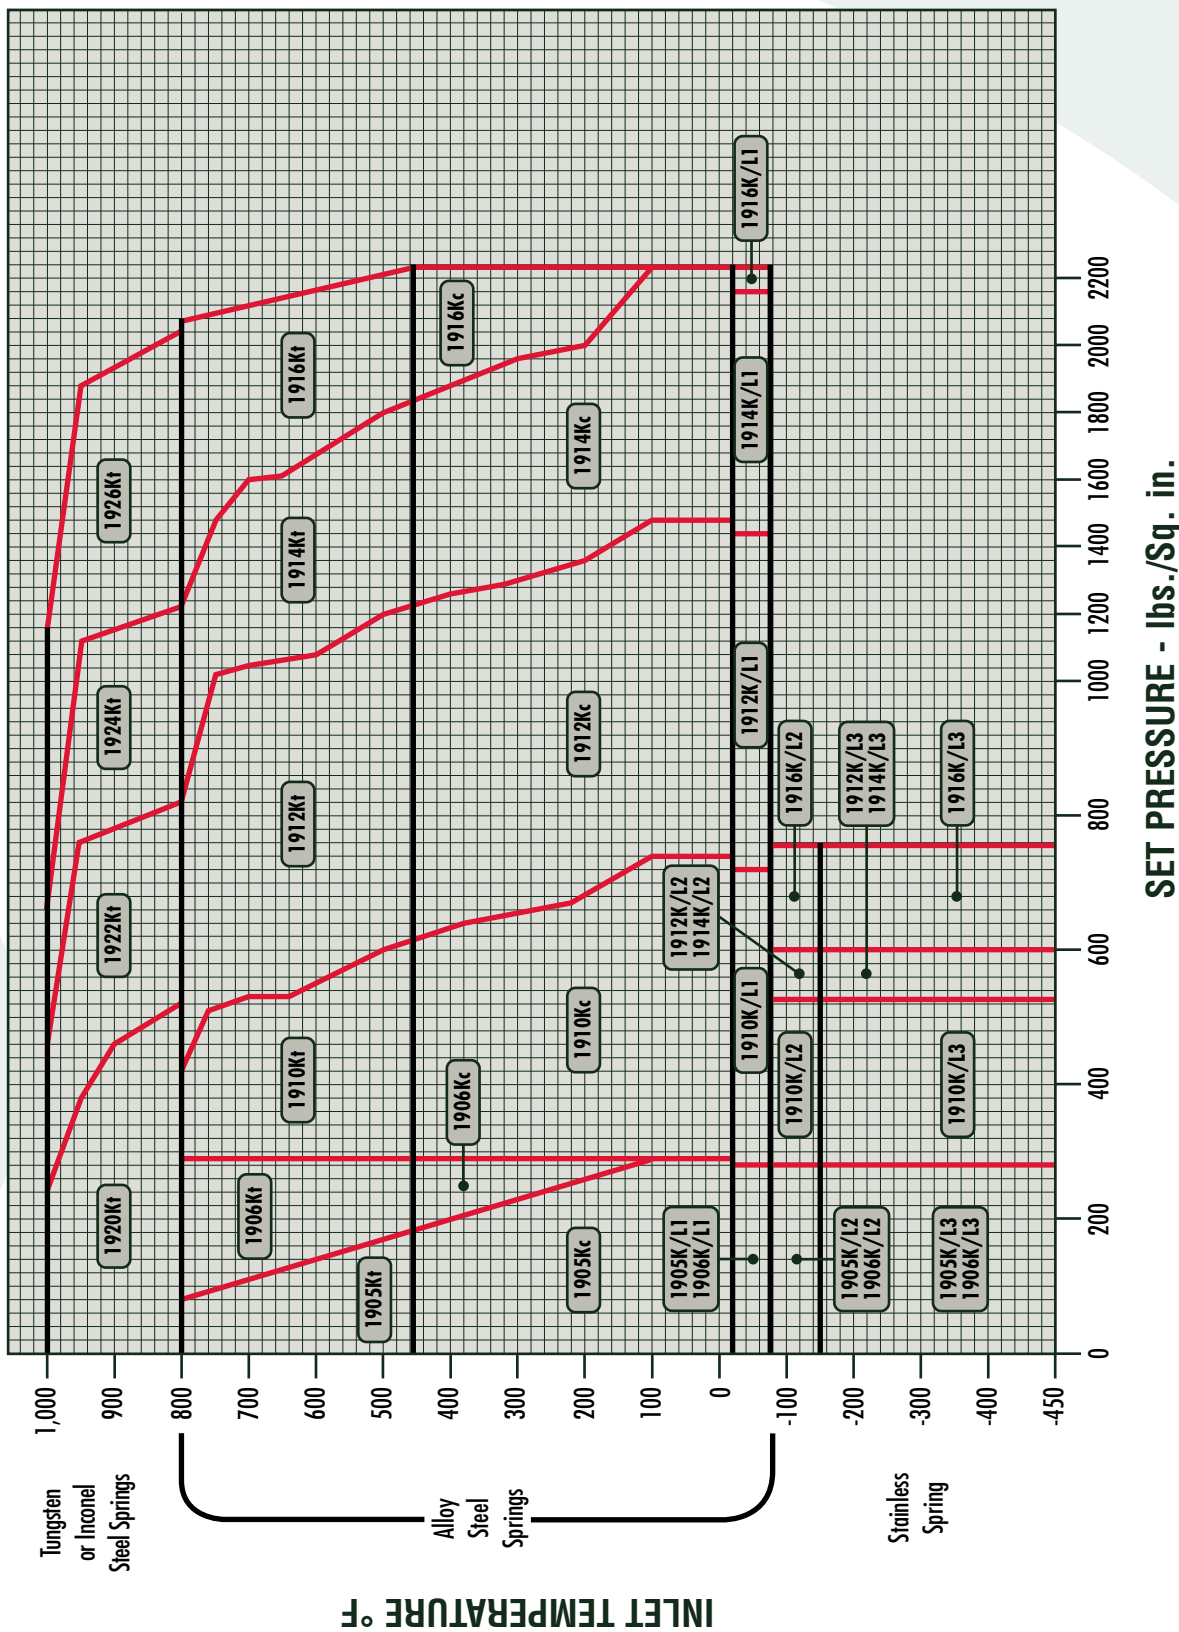 INLET TEMPERATURE °F
Tungsten
or Inconel
Steel Springs
Alloy
Steel
Springs
Stainless
Spring
1,000
900
800
700
600
500
400
300
200
100
0
-100
-200
-300
-400
-450
1920Kt
1922Kt
1924Kt
1926Kt
1905Kt
1906Kt
1910Kt
1912Kt
1914Kt
1916Kt
1905Kc
1906Kc
1910Kc
1912Kc
1914Kc
1916Kc
1905K/L1
1906K/L1
1910K/L1
1912K/L1
1914K/L1
1916K/L1
1905K/L2
1906K/L2
1910K/L2
1912K/L2
1914K/L2
1916K/L2
1905K/L3
1906K/L3
1910K/L3
1912K/L3
1914K/L3
1916K/L3
0
200
400
600
800
1000
1200
1400
1600
1800
2000
2200
SET PRESSURE - lbs./Sq. in.